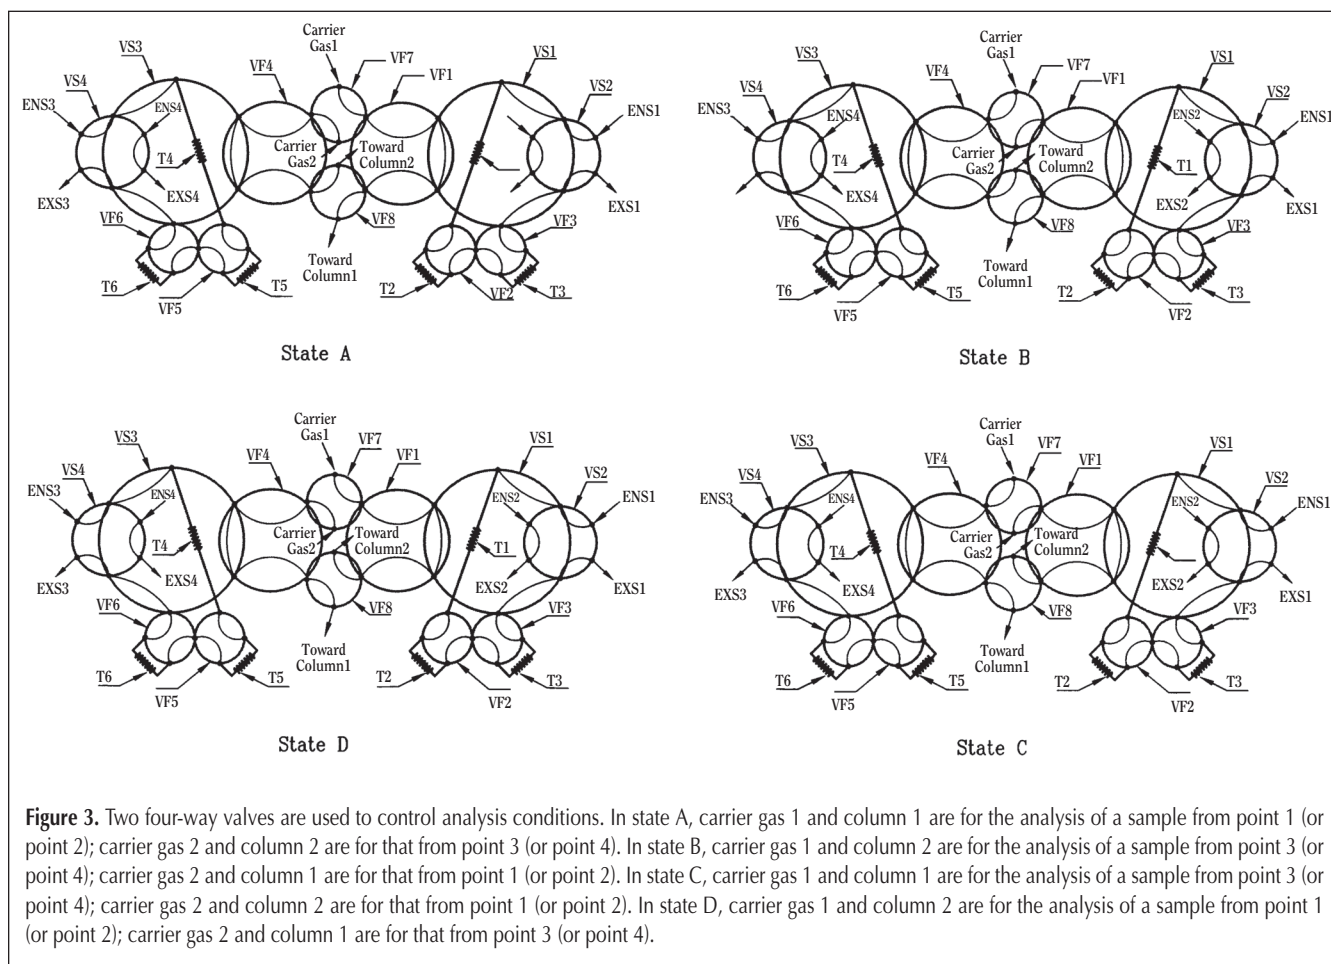 Carrier
Gas1
VS3
VF4
VF7
VF1
VS1
VS4
VS2
ENS3
ENS4
ENS1
T4
Carrier
Gas2
Toward
Column2
EXS3
EXS4
EXS1
VF6
VF8
VF3
Toward
Column1
T6
VF5
T5
T2
VF2
T3
State A
Carrier
Gas1
VS3
VF4
VF7
VF1
VS1
VS4
VS2
ENS3
ENS4
ENS2
ENS1
T4
Carrier
Gas2
Toward
Column2
T1
EXS3
EXS4
EXS2
EXS1
VF6
VF8
VF3
Toward
Column1
T6
VF5
T5
T2
VF2
T3
State B
Carrier
Gas1
VS3
VF4
VF7
VF1
VS1
VS4
VS2
ENS3
ENS4
ENS2
ENS1
T4
Carrier
Gas2
Toward
Column2
T1
EXS3
EXS4
EXS2
EXS1
VF6
VF8
VF3
Toward
Column1
T6
VF5
T5
T2
VF2
T3
State D
Carrier
Gas1
VS3
VF4
VF7
VF1
VS1
VS4
VS2
ENS3
ENS4
ENS2
ENS1
T4
Carrier
Gas2
Toward
Column2
EXS3
EXS4
EXS2
EXS1
VF6
VF8
VF3
Toward
Column1
T6
VF5
T5
T2
VF2
T3
State C
Figure 3. Two four-way valves are used to control analysis conditions. In state A, carrier gas 1 and column 1 are for the analysis of a sample from point 1 (or
point 2); carrier gas 2 and column 2 are for that from point 3 (or point 4). In state B, carrier gas 1 and column 2 are for the analysis of a sample from point 3 (or
point 4); carrier gas 2 and column 1 are for that from point 1 (or point 2). In state C, carrier gas 1 and column 1 are for the analysis of a sample from point 3 (or
point 4); carrier gas 2 and column 2 are for that from point 1 (or point 2). In state D, carrier gas 1 and column 2 are for the analysis of a sample from point 1
(or point 2); carrier gas 2 and column 1 are for that from point 3 (or point 4).